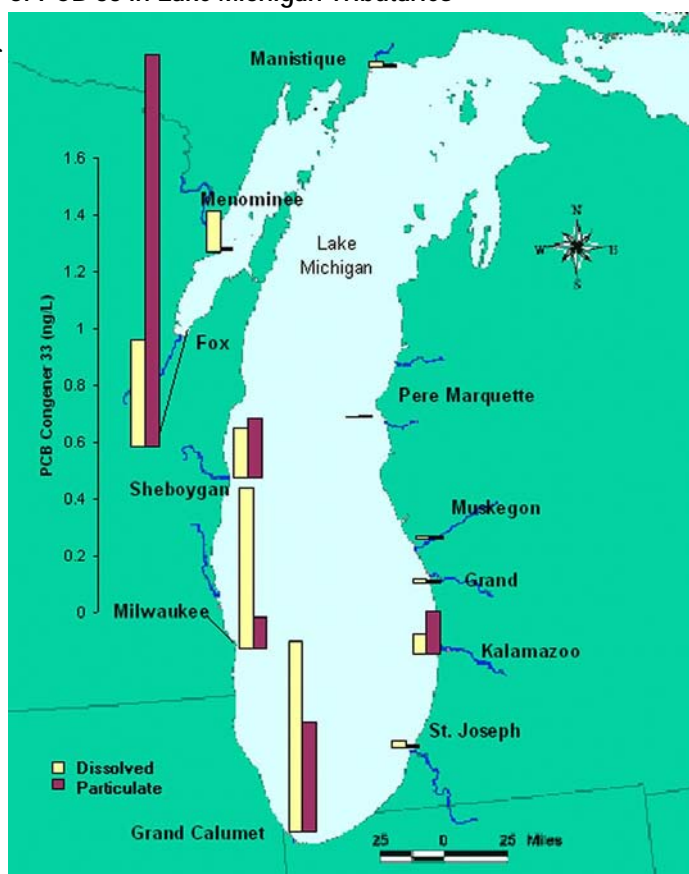 Manistique
1.6
Menominee
1.4
Lake
Michigan
1.2
N
W E
S
1
Fox
PCB Congener 33 (ng/L)
0.8
Pere Marquette
0.6
Sheboygan
0.4
Muskegon
0.2
Grand
0
Milwaukee
Kalamazoo
St. Joseph
Dissolved
Particulate
Grand Calumet
25 0 25 Miles